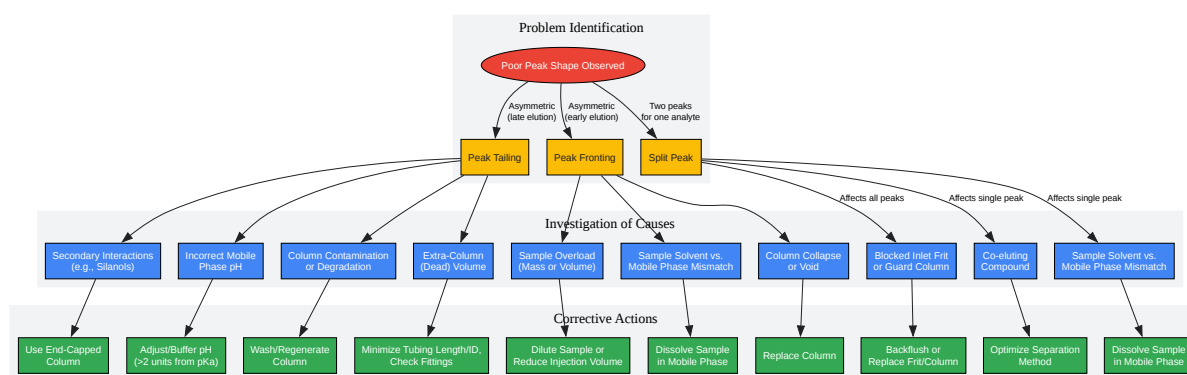 Problem Identification
Poor Peak Shape Observed
Asymmetric
(late elution)
Asymmetric
(early elution)
Two peaks
for one analyte
Peak Tailing
Peak Fronting
Split Peak
Affects all peaks
Affects single peak
Affects single peak
Investigation of Causes
Secondary Interactions
(e.g., Silanols)
Incorrect Mobile
Phase pH
Column Contamination
or Degradation
Extra-Column
(Dead) Volume
Sample Overload
(Mass or Volume)
Sample Solvent vs.
Mobile Phase Mismatch
Column Collapse
or Void
Blocked Inlet Frit
or Guard Column
Co-eluting
Compound
Sample Solvent vs.
Mobile Phase Mismatch
Corrective Actions
Use End-Capped
Column
Adjust/Buffer pH
(>2 units from pKa)
Wash/Regenerate
Column
Minimize Tubing Length/ID,
Check Fittings
Dilute Sample or
Reduce Injection Volume
Dissolve Sample
in Mobile Phase
Replace Column
Backflush or
Replace Frit/Column
Optimize Separation
Method
Dissolve Sample
in Mobile Phase